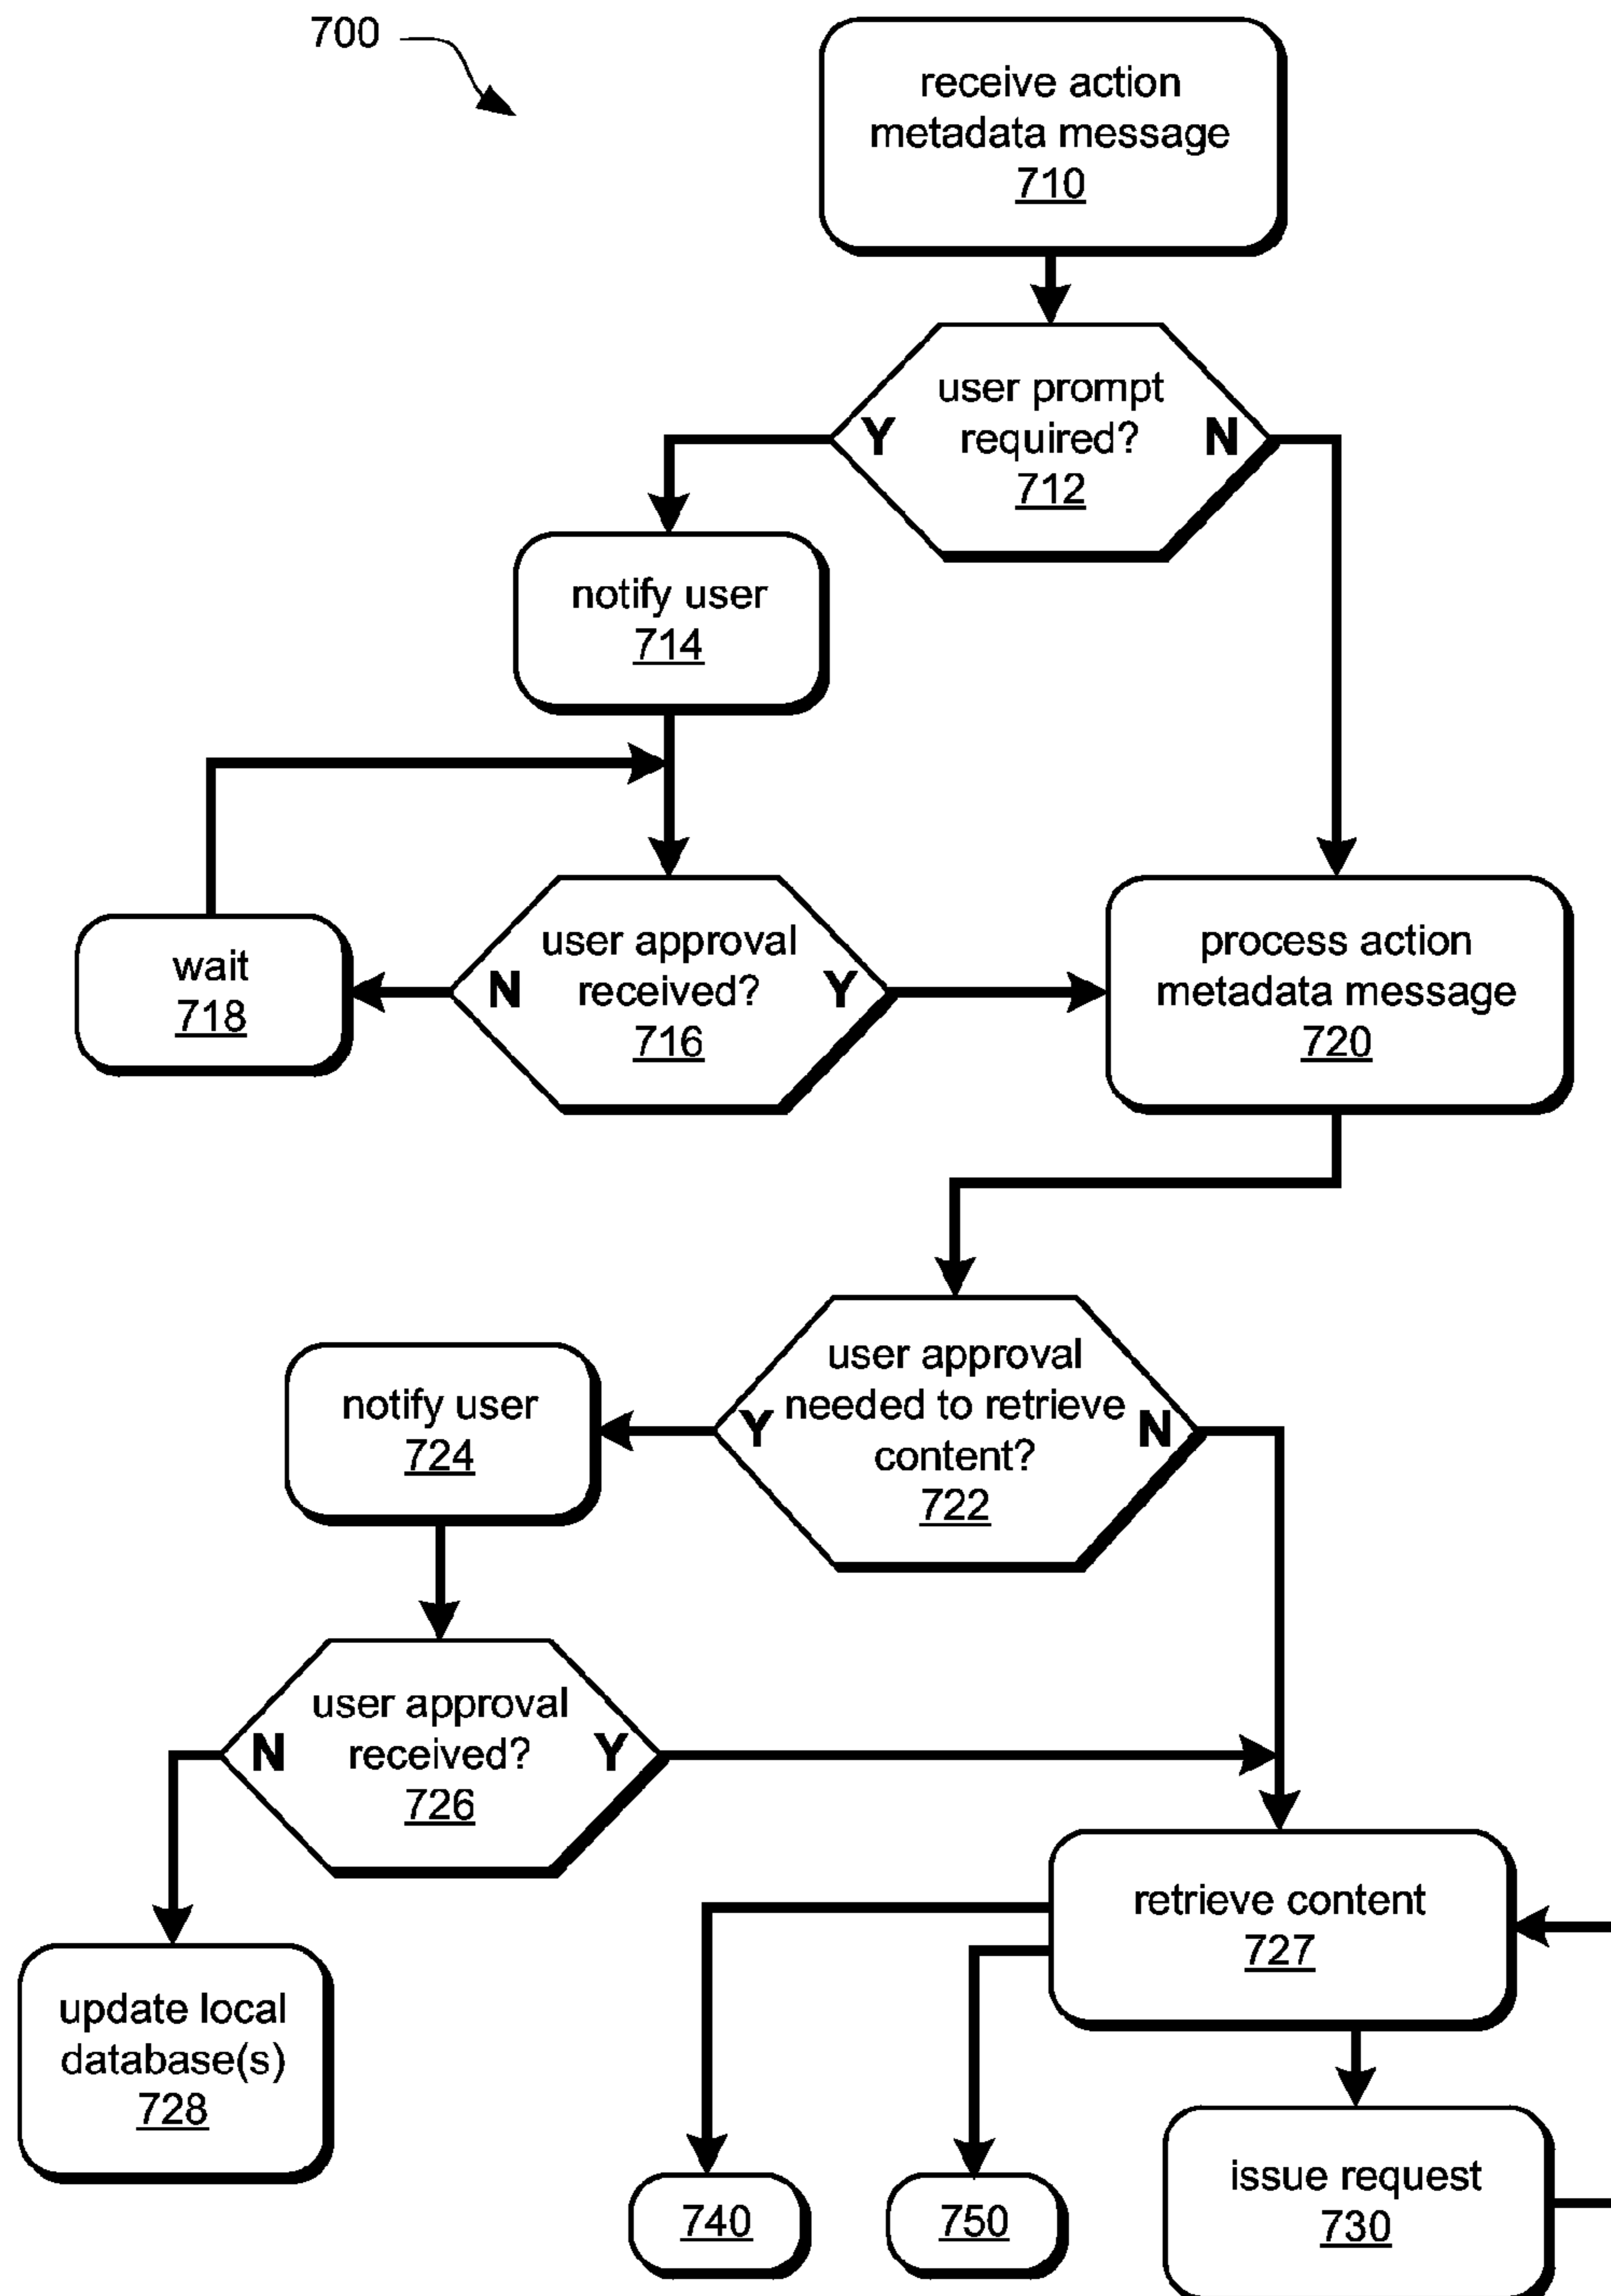 700
receive action
metadata message
710
user prompt
required?
712
Y
N
notify user
714
user approval
received?
716
N
Y
wait
718
process action
metadata message
720
user approval
needed to retrieve
content?
722
Y
N
notify user
724
user approval
received?
726
N
Y
retrieve content
727
update local
database(s)
728
issue request
730
740
750